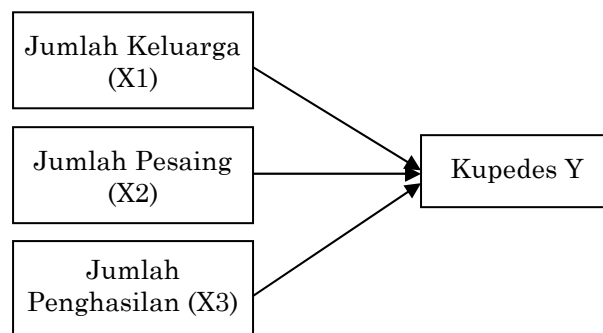 Jumlah Keluarga
(X1)
Jumlah Pesaing
(X2)
Jumlah
Penghasilan (X3)
Kupedes Y